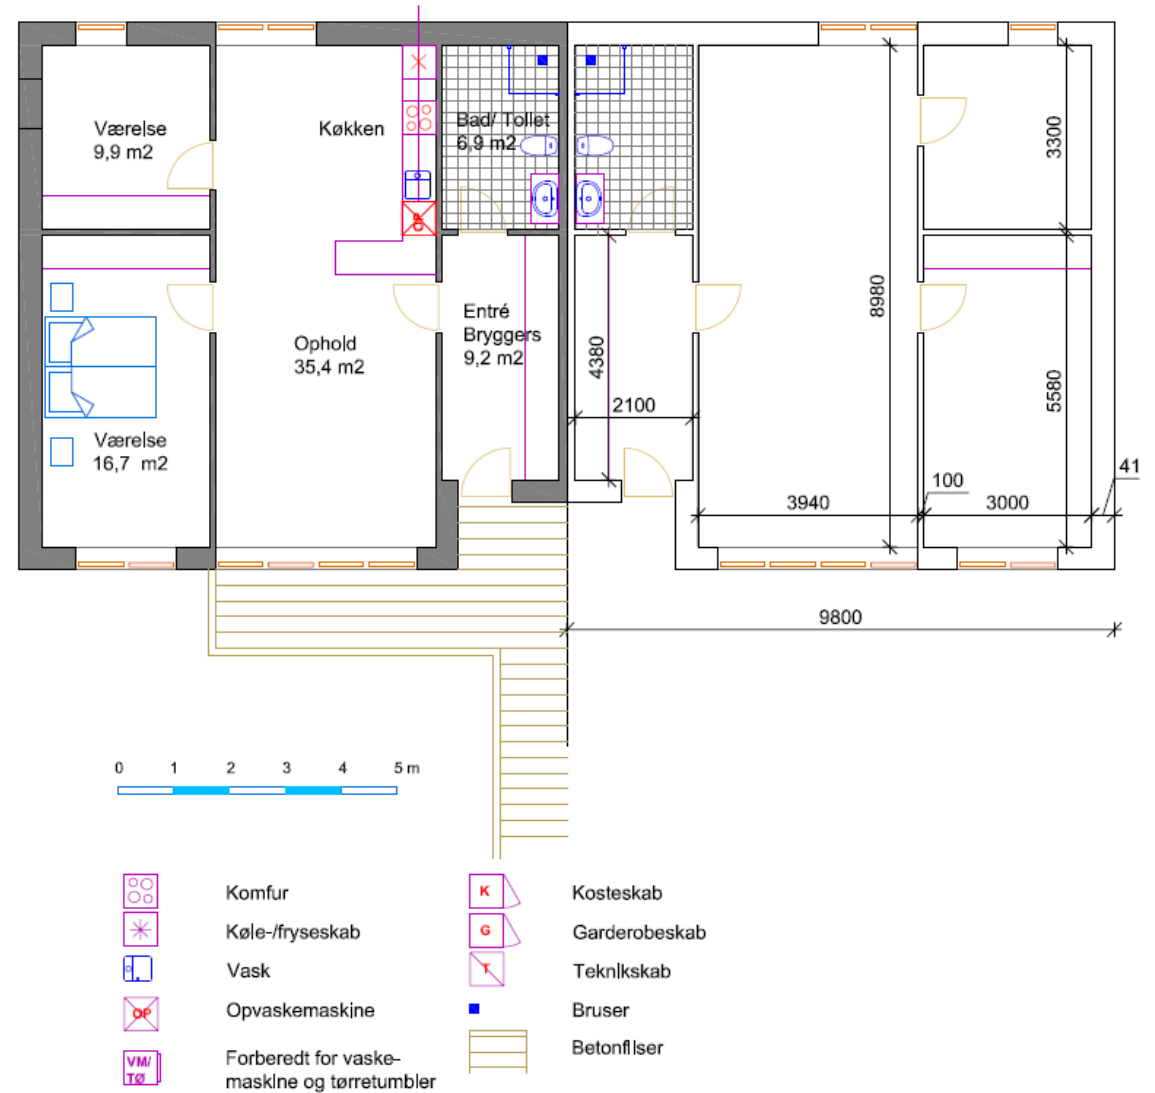 Værelse
9,9 m2
Køkken
Bad/ Toilet
6,9 m2
OP
Entré
Bryggers
9,2 m2
Ophold
35,4 m2
Værelse
16,7 m2
3300
8980
4380
5580
2100
41
100
3940
3000
9800
0 1 2 3 4 5 m
Komfur
Køle-/fryseskab
Vask
OP
Opvaskemaskine
VM/
TØ
Forberedt for vaske-
maskine og tørretumbler
K
Kosteskab
G
Garderobeskab
T
Teknikskab
Bruser
Betonfliser